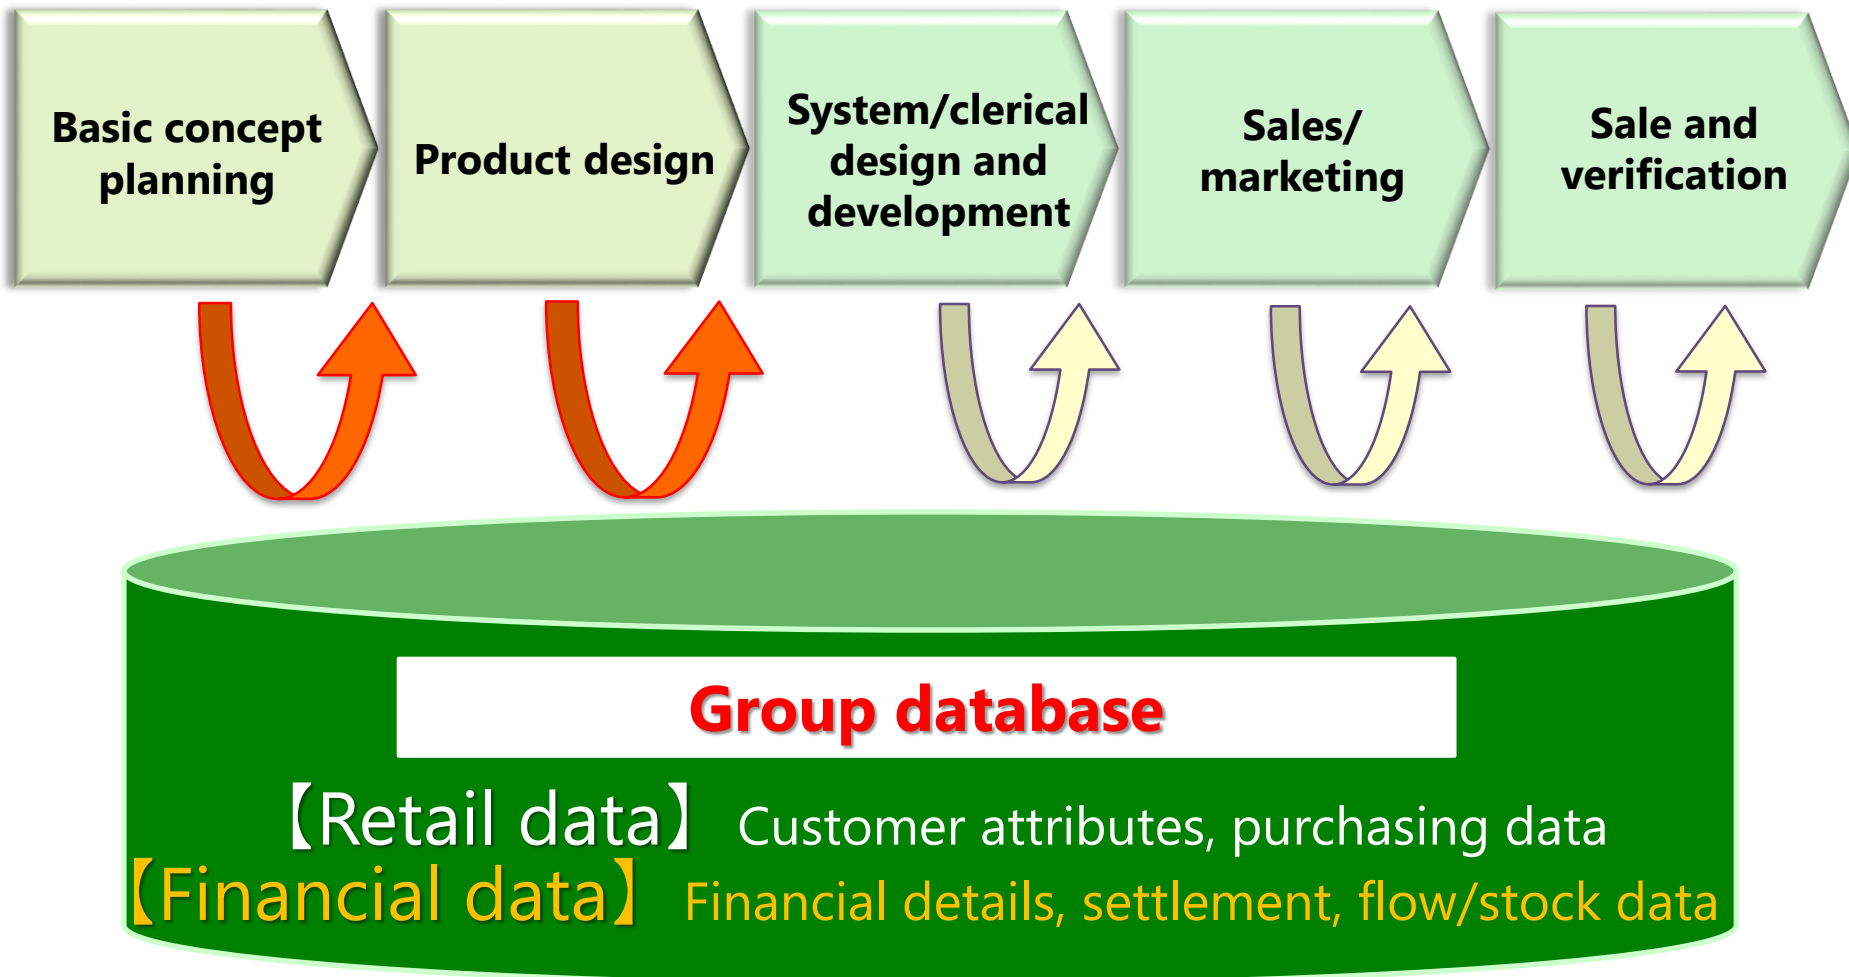 Basic concept
planning
Product design
System/clerical
design and
development
Sales/
marketing
Sale and
verification
Group database
【Retail data】 Customer attributes, purchasing data
【Financial data】 Financial details, settlement, flow/stock data